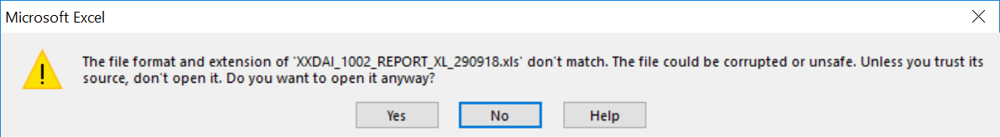 Microsoft Excel
The file format and extension of 'XXDAI_1002_REPORT_XL_290918.xls' don't match. The file could be corrupted or unsafe. Unless you trust its
source, don't open it. Do you want to open it anyway?
Yes No Help